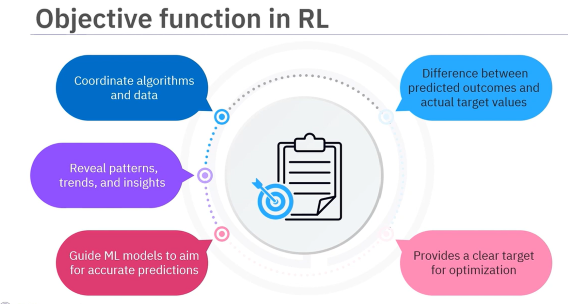 Objective function in RL
Coordinate algorithms
and data
Reveal patterns,
trends, and insights
Guide ML models to aim
for accurate predictions
Difference between
predicted outcomes and
actual target values
Provides a clear target
for optimization